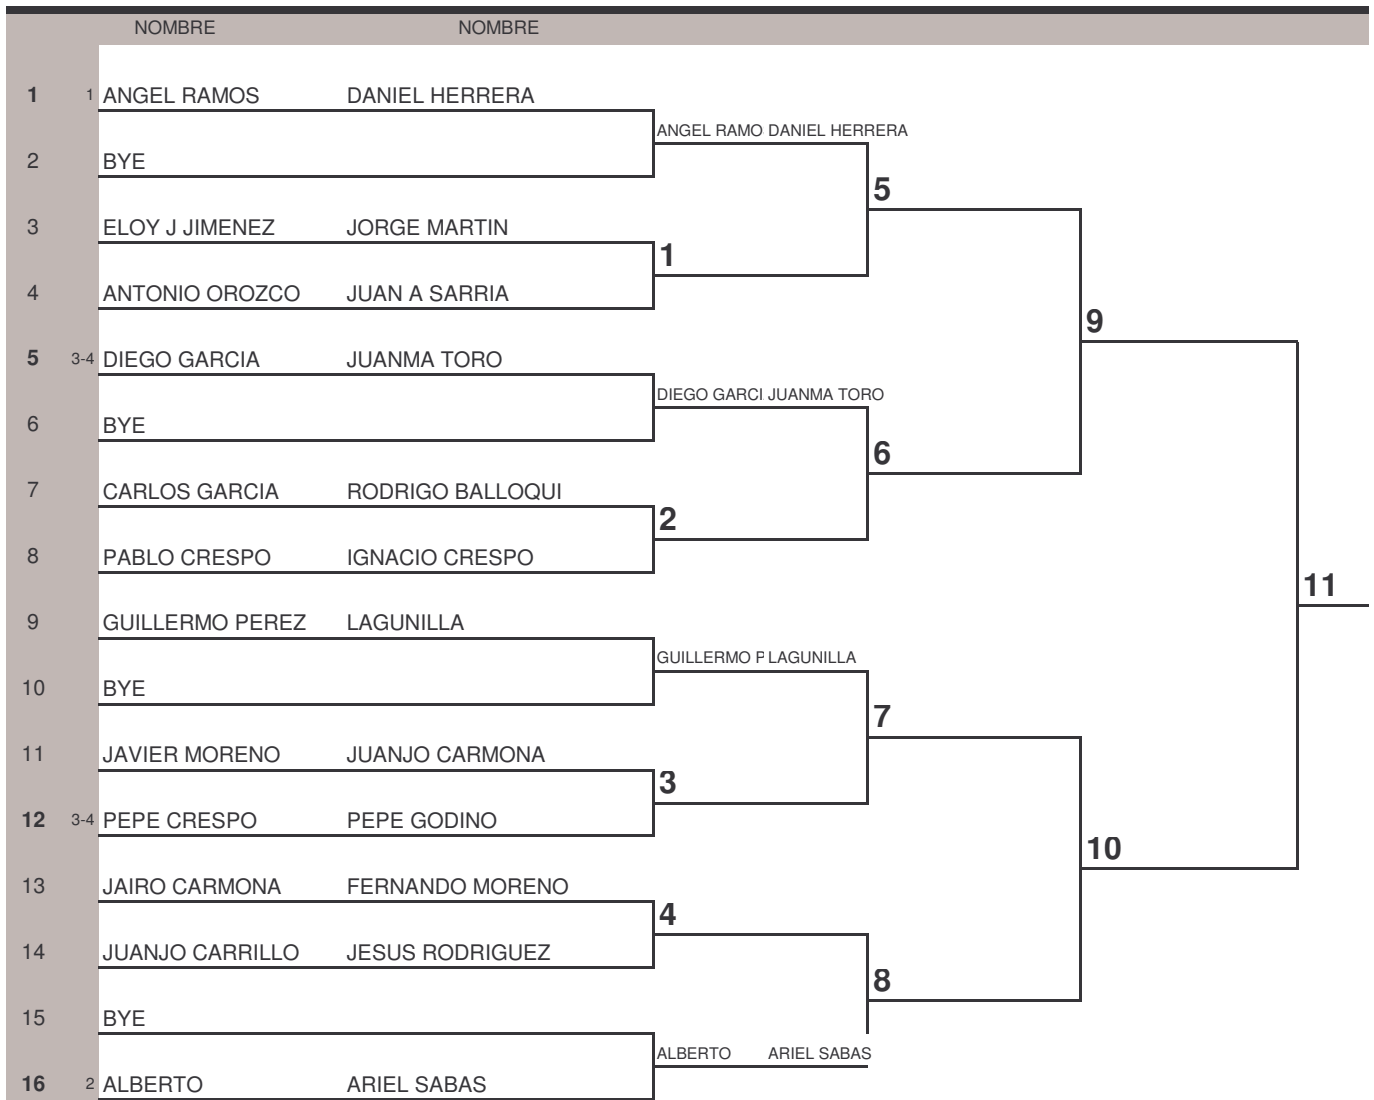 NOMBRE NOMBRE
1 1 ANGEL RAMOS DANIEL HERRERA
ANGEL RAMO DANIEL HERRERA
2 BYE
5
3 ELOY J JIMENEZ JORGE MARTIN
1
4 ANTONIO OROZCO JUAN A SARRIA
9
5 3-4 DIEGO GARCIA JUANMA TORO
DIEGO GARCI JUANMA TORO
6 BYE
6
7 CARLOS GARCIA RODRIGO BALLOQUI
2
8 PABLO CRESPO IGNACIO CRESPO
11
9 GUILLERMO PEREZ LAGUNILLA
GUILLERMO P LAGUNILLA
10 BYE
7
11 JAVIER MORENO JUANJO CARMONA
3
12 3-4 PEPE CRESPO PEPE GODINO
10
13 JAIRO CARMONA FERNANDO MORENO
4
14 JUANJO CARRILLO JESUS RODRIGUEZ
8
15 BYE
ALBERTO ARIEL SABAS
16 2 ALBERTO ARIEL SABAS